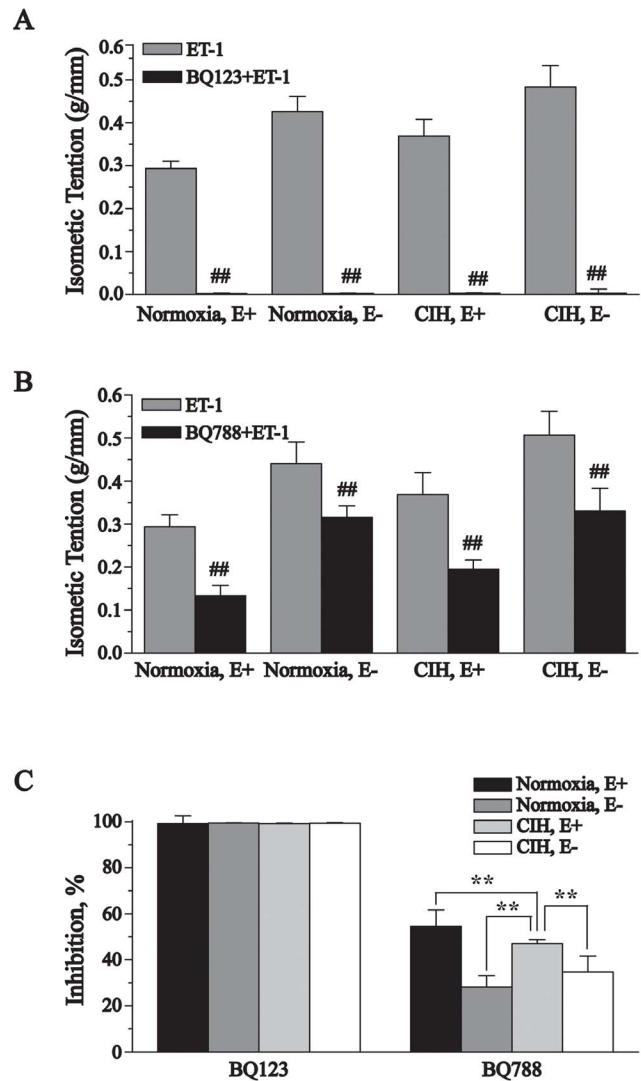 A
Isometic Tention (g/mm)
0.6
0.5
0.4
0.3
0.2
0.1
0.0
ET-1
BQ123+ET-1
## ## ## ##
Normoxia, E+ Normoxia, E- CIH, E+ CIH, E-
B
Isometic Tention (g/mm)
0.6
0.5
0.4
0.3
0.2
0.1
0.0
ET-1
BQ788+ET-1
## ## ## ##
Normoxia, E+ Normoxia, E- CIH, E+ CIH, E-
C
Normoxia, E+
Normoxia, E-
CIH, E+
CIH, E-
Inhibition, %
100
80
60
40
20
0
** ** **
BQ123 BQ788